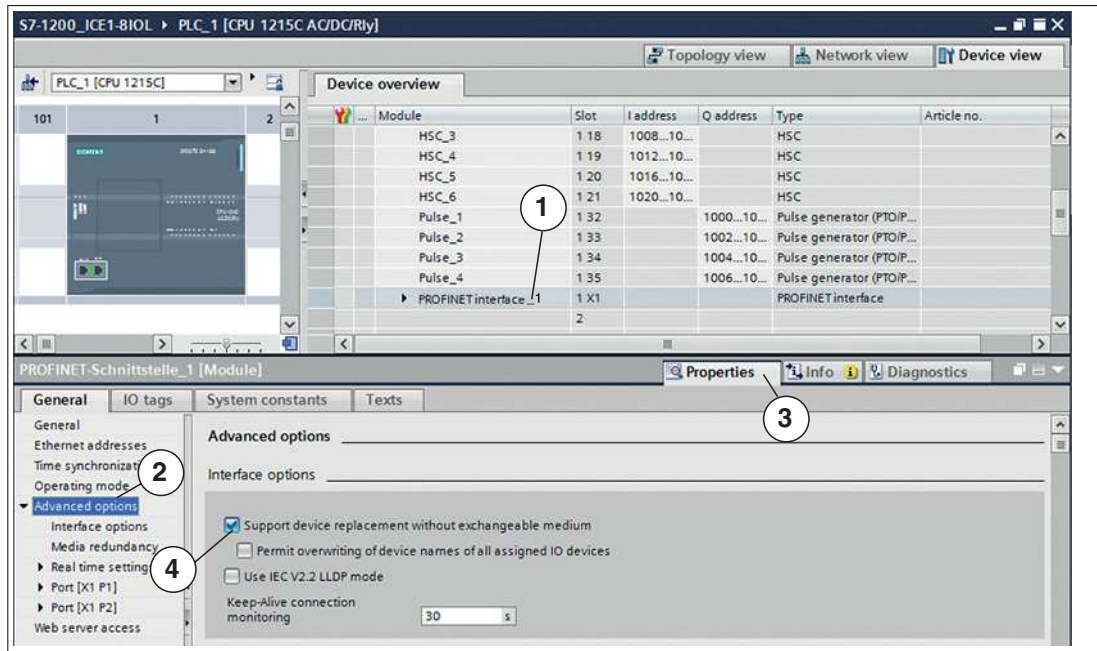 S7-1200_ICE1-8IOL ▸ PLC_1 [CPU 1215C AC/DC/Rly]
Topology view Network view Device view
PLC_1 [CPU 1215C]
Device overview
101 1 2
... Module Slot I address Q address Type Article no.
HSC_3 1 18 1008...10... HSC
HSC_4 1 19 1012...10... HSC
HSC_5 1 20 1016...10... HSC
HSC_6 1 21 1020...10... HSC
1
Pulse_1 1 32 1000...10... Pulse generator (PTO/P...
Pulse_2 1 33 1002...10... Pulse generator (PTO/P...
Pulse_3 1 34 1004...10... Pulse generator (PTO/P...
Pulse_4 1 35 1006...10... Pulse generator (PTO/P...
PROFINET interface_1 1 X1 PROFINET interface
2
SIEMENS
PROFINET-Schnittstelle_1 [Module]
Properties Info Diagnostics
General IO tags System constants Texts
3
General
Ethernet addresses
Time synchronizat
Operating mode
2
Advanced options
Interface options
Media redundancy
Real time setting
4
Port [X1 P1]
Port [X1 P2]
Web server access
Advanced options
Interface options
Support device replacement without exchangeable medium
Permit overwriting of device names of all assigned IO devices
Use IEC V2.2 LLDP mode
Keep-Alive connection
monitoring 30 s